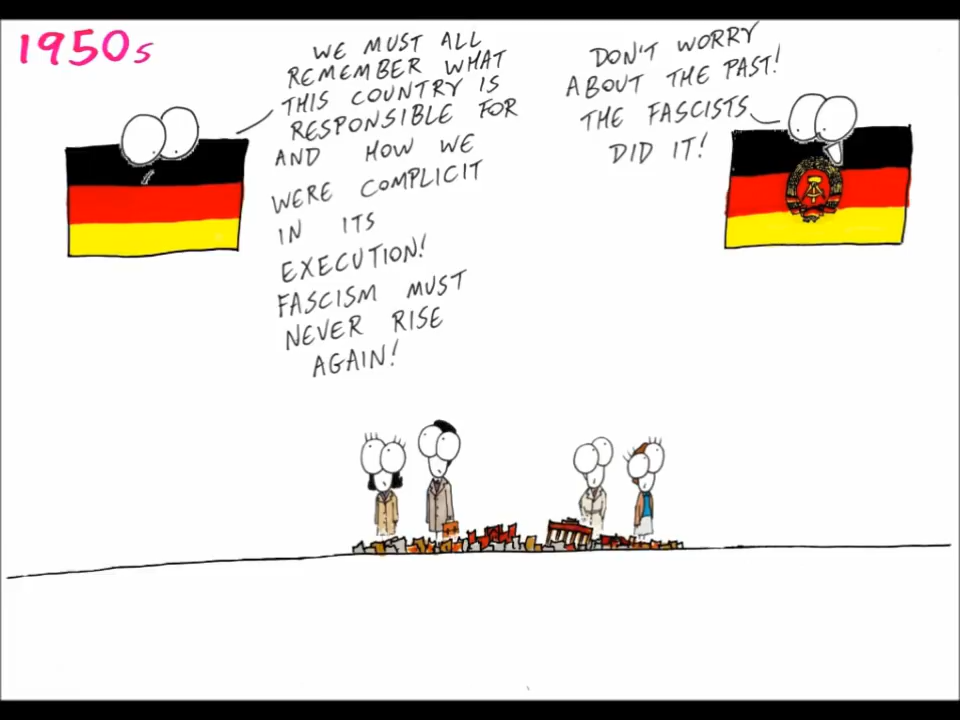 1950s
WE MUST ALL
REMEMBER WHAT
THIS COUNTRY IS
RESPONSIBLE FOR
AND HOW WE
WERE COMPLICIT
IN ITS
EXECUTION!
FASCISM MUST
NEVER RISE
AGAIN!
DON'T WORRY
ABOUT THE PAST!
THE FASCISTS
DID IT!